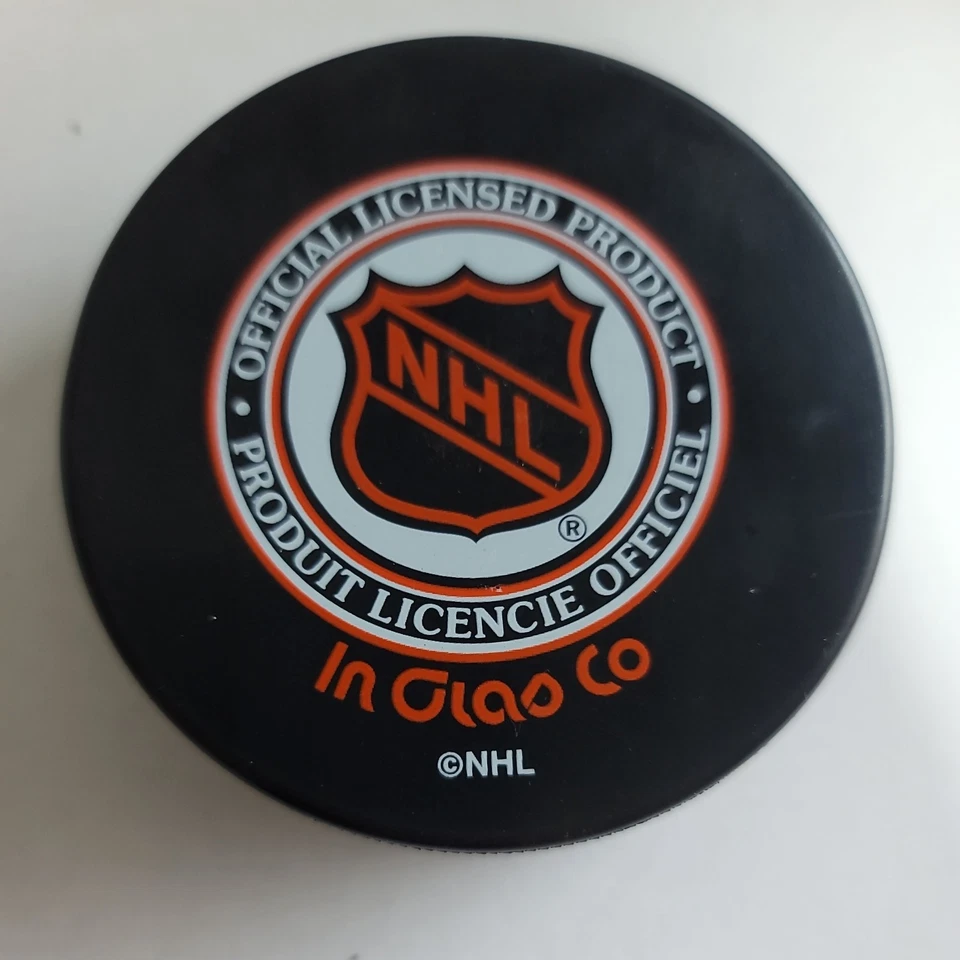 • OFFICIAL LICENSED PRODUCT •
NHL
®
PRODUIT LICENCIE OFFICIEL
In Glas Co
©NHL